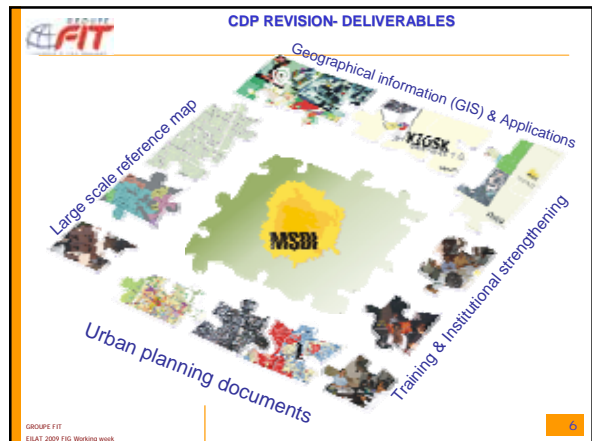 GROUPE
FIT
CDP REVISION- DELIVERABLES
Geographical information (GIS) & Applications
Large scale reference map
KIOSK
MSDI
Training & Institutional strengthening
Urban planning documents
GROUPE FIT
EILAT 2009 FIG Working week
6